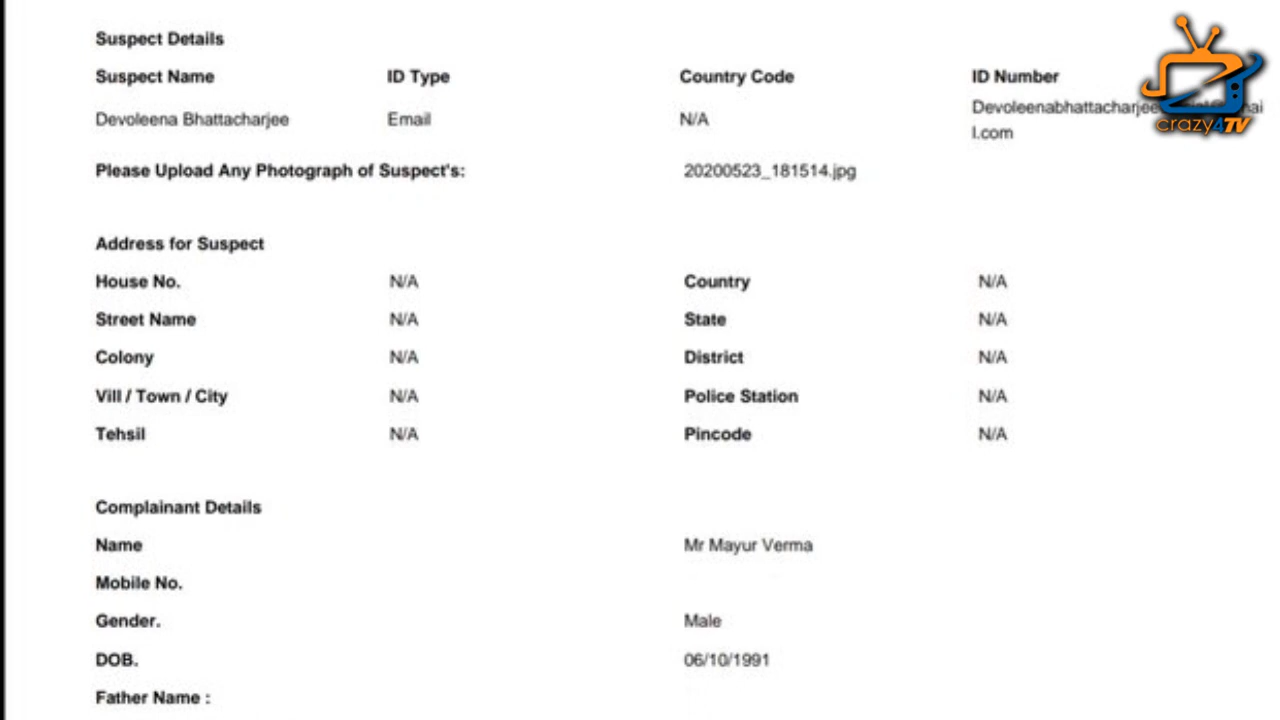 Suspect Details
Suspect Name ID Type Country Code ID Number
Devoleena Bhattacharjee Email N/A Devoleenabhattacharjee
l.com
Please Upload Any Photograph of Suspect's: 20200523_181514.jpg
Address for Suspect
House No. N/A Country N/A
Street Name N/A State N/A
Colony N/A District N/A
Vill / Town / City N/A Police Station N/A
Tehsil N/A Pincode N/A
Complainant Details
Name Mr Mayur Verma
Mobile No.
Gender. Male
DOB. 06/10/1991
Father Name :
crazy4TV